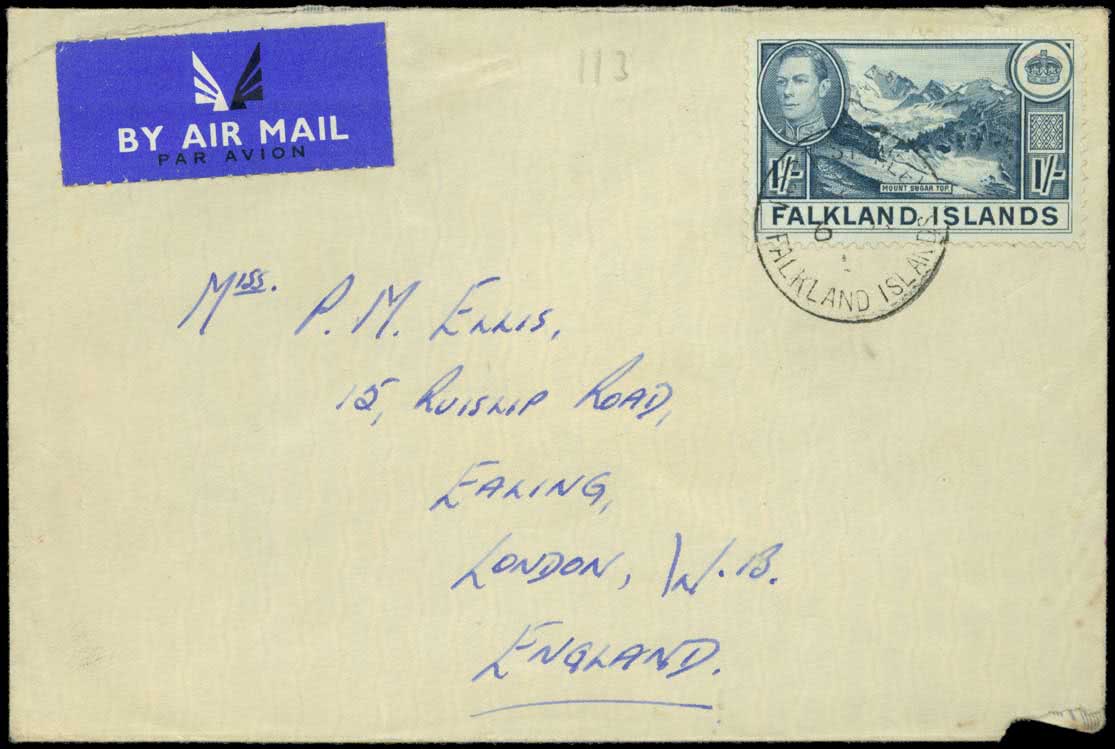 BY AIR MAIL
PAR AVION
113
1/-
MOUNT SUGAR TOP
1/-
FALKLAND ISLANDS
6
FALKLAND ISLANDS
Miss. P. M. ELLIS,
15, RUISLIP ROAD,
EALING,
LONDON, W.13.
ENGLAND.